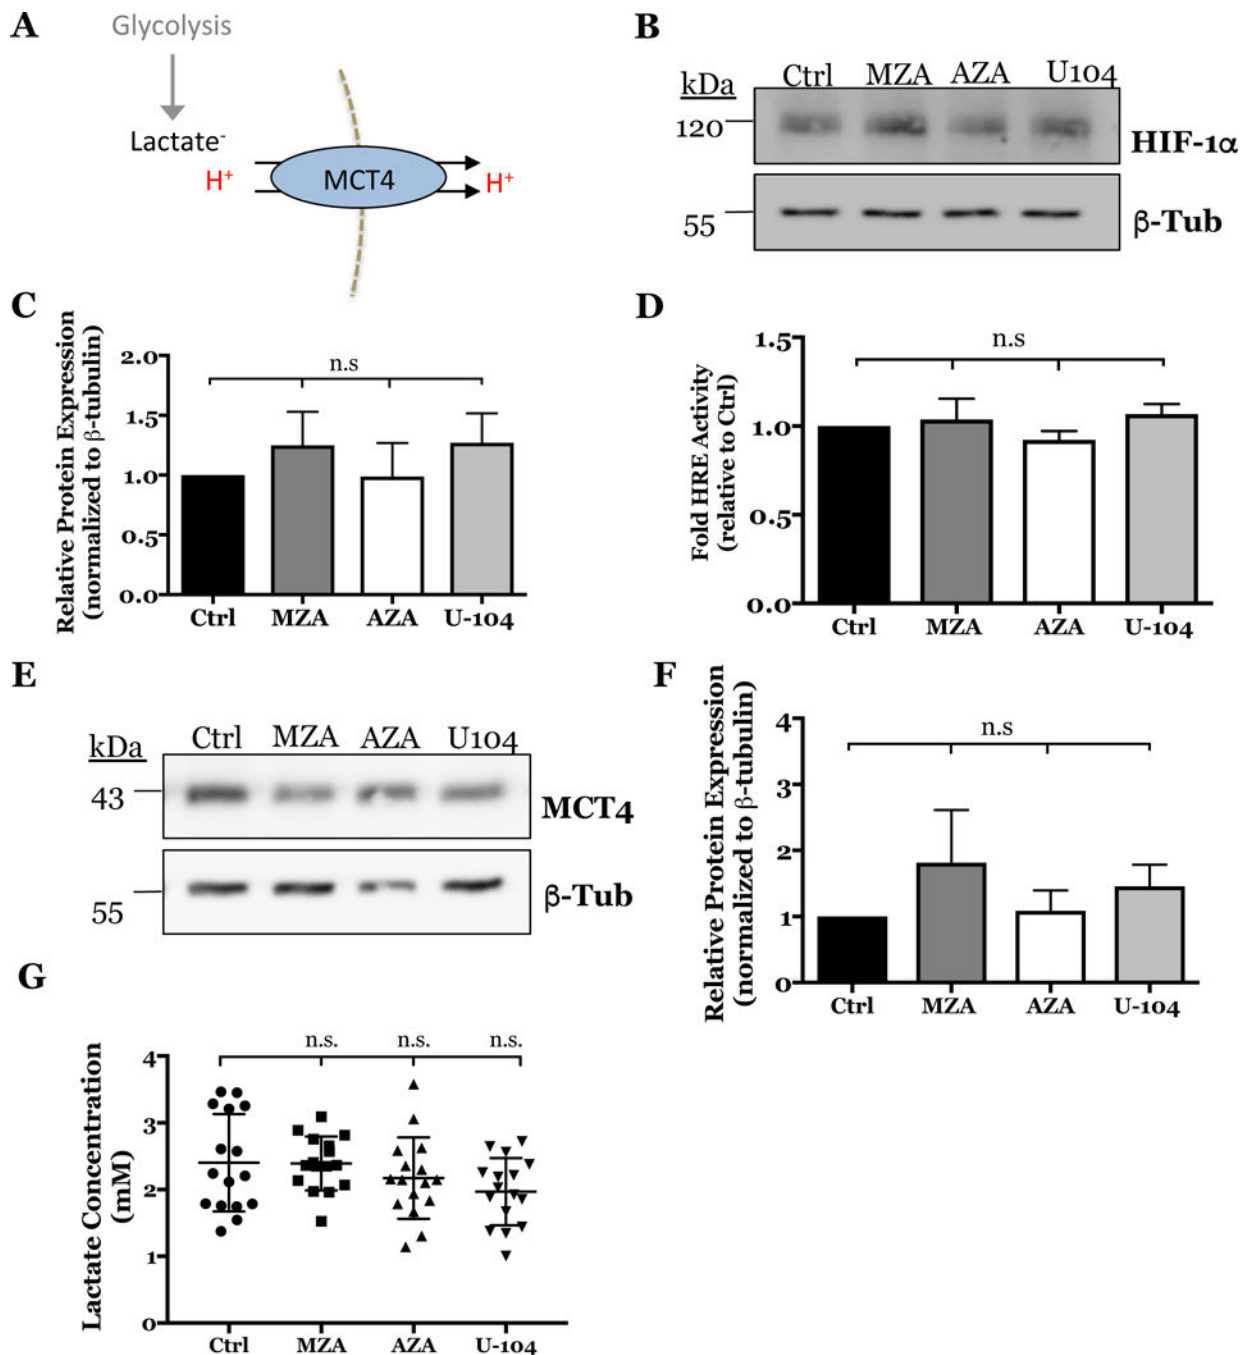 A
Glycolysis
Lactate⁻
H⁺
MCT4
H⁺
B
kDa
Ctrl MZA AZA U104
120
HIF-1α
55
β-Tub
C
Relative Protein Expression
(normalized to β-tubulin)
2.0
1.5
1.0
0.5
0.0
n.s
Ctrl MZA AZA U-104
D
Fold HRE Activity
(relative to Ctrl)
1.5
1.0
0.5
0.0
n.s
Ctrl MZA AZA U-104
E
kDa
Ctrl MZA AZA U104
43
MCT4
55
β-Tub
F
Relative Protein Expression
(normalized to β-tubulin)
4
3
2
1
0
n.s
Ctrl MZA AZA U-104
G
Lactate Concentration
(mM)
4
3
2
1
0
n.s. n.s. n.s.
Ctrl MZA AZA U-104